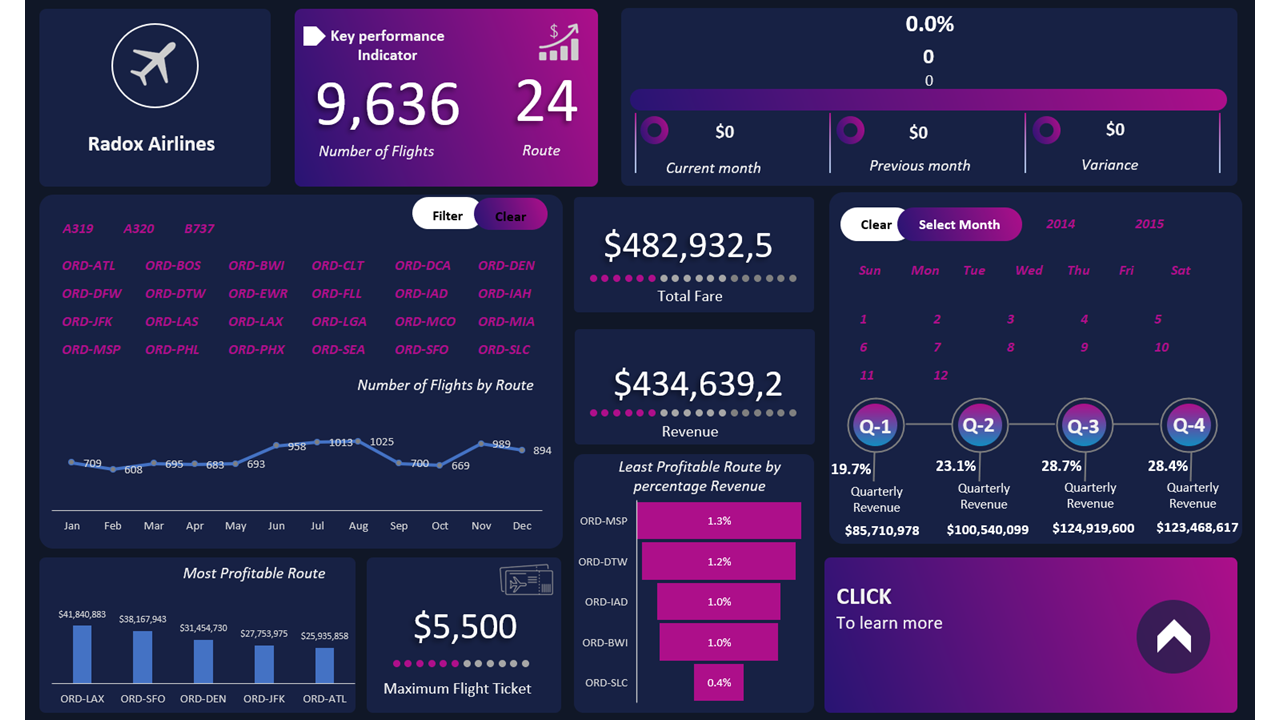 Radox Airlines
Key performance
Indicator
$
9,636
24
Number of Flights
Route
0.0%
0
0
$0
$0
$0
Current month
Previous month
Variance
Filter
Clear
A319 A320 B737
ORD-ATL ORD-BOS ORD-BWI ORD-CLT ORD-DCA ORD-DEN
ORD-DFW ORD-DTW ORD-EWR ORD-FLL ORD-IAD ORD-IAH
ORD-JFK ORD-LAS ORD-LAX ORD-LGA ORD-MCO ORD-MIA
ORD-MSP ORD-PHL ORD-PHX ORD-SEA ORD-SFO ORD-SLC
Number of Flights by Route
709 608 695 683 693 958 1013 1025 700 669 989 894
Jan Feb Mar Apr May Jun Jul Aug Sep Oct Nov Dec
$482,932,5
Total Fare
$434,639,2
Revenue
Clear
Select Month
2014 2015
Sun Mon Tue Wed Thu Fri Sat
1 2 3 4 5
6 7 8 9 10
11 12
Q-1 Q-2 Q-3 Q-4
19.7% 23.1% 28.7% 28.4%
Quarterly Quarterly Quarterly Quarterly
Revenue Revenue Revenue Revenue
$85,710,978 $100,540,099 $124,919,600 $123,468,617
Least Profitable Route by
percentage Revenue
ORD-MSP 1.3%
ORD-DTW 1.2%
ORD-IAD 1.0%
ORD-BWI 1.0%
ORD-SLC 0.4%
Most Profitable Route
$41,840,883 $38,167,943 $31,454,730 $27,753,975 $25,935,858
ORD-LAX ORD-SFO ORD-DEN ORD-JFK ORD-ATL
$5,500
Maximum Flight Ticket
CLICK
To learn more